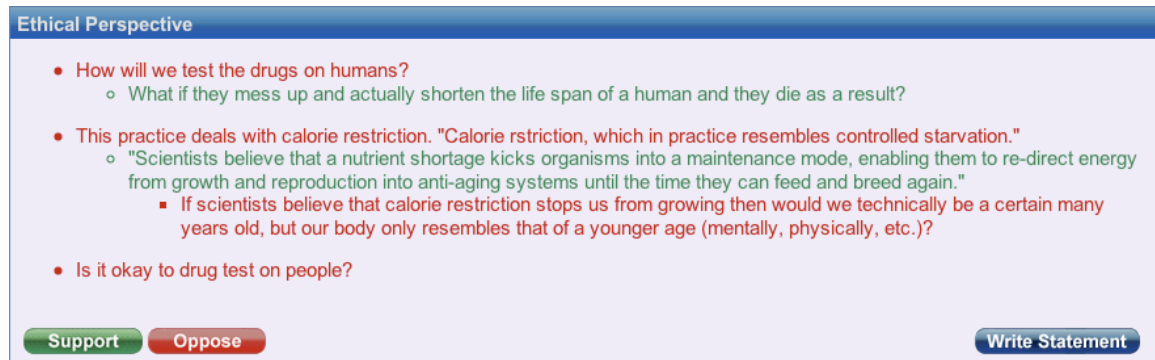 Ethical Perspective
How will we test the drugs on humans?
What if they mess up and actually shorten the life span of a human and they die as a result?
This practice deals with calorie restriction. "Calorie rstriction, which in practice resembles controlled starvation."
"Scientists believe that a nutrient shortage kicks organisms into a maintenance mode, enabling them to re-direct energy
from growth and reproduction into anti-aging systems until the time they can feed and breed again."
If scientists believe that calorie restriction stops us from growing then would we technically be a certain many
years old, but our body only resembles that of a younger age (mentally, physically, etc.)?
Is it okay to drug test on people?
Support Oppose Write Statement